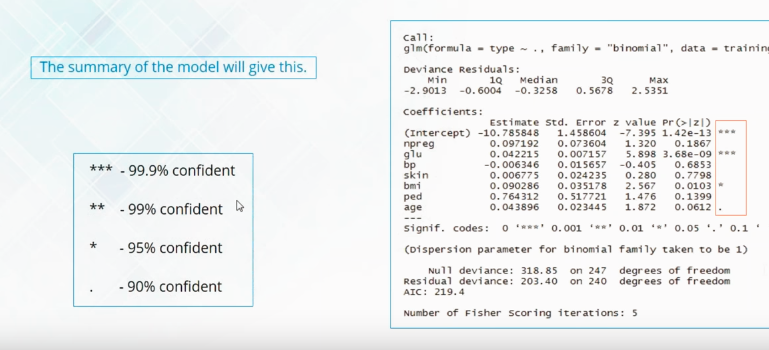 The summary of the model will give this.
*** - 99.9% confident
** - 99% confident
* - 95% confident
. - 90% confident
Call:
glm(formula = type ~ ., family = "binomial", data = training
Deviance Residuals:
Min 1Q Median 3Q Max
-2.9013 -0.6004 -0.3258 0.5678 2.5351
Coefficients:
Estimate Std. Error z value Pr(>|z|)
(Intercept) -10.785848 1.458604 -7.395 1.42e-13 ***
npreg 0.097192 0.073604 1.320 0.1867
glu 0.042215 0.007157 5.898 3.68e-09 ***
bp -0.006346 0.015657 -0.405 0.6853
skin 0.006775 0.024235 0.280 0.7798
bmi 0.090286 0.035178 2.567 0.0103 *
ped 0.764312 0.517721 1.476 0.1399
age 0.043896 0.023445 1.872 0.0612 .
---
Signif. codes: 0 '***' 0.001 '**' 0.01 '*' 0.05 '.' 0.1 '
(Dispersion parameter for binomial family taken to be 1)
Null deviance: 318.85 on 247 degrees of freedom
Residual deviance: 203.40 on 240 degrees of freedom
AIC: 219.4
Number of Fisher Scoring iterations: 5